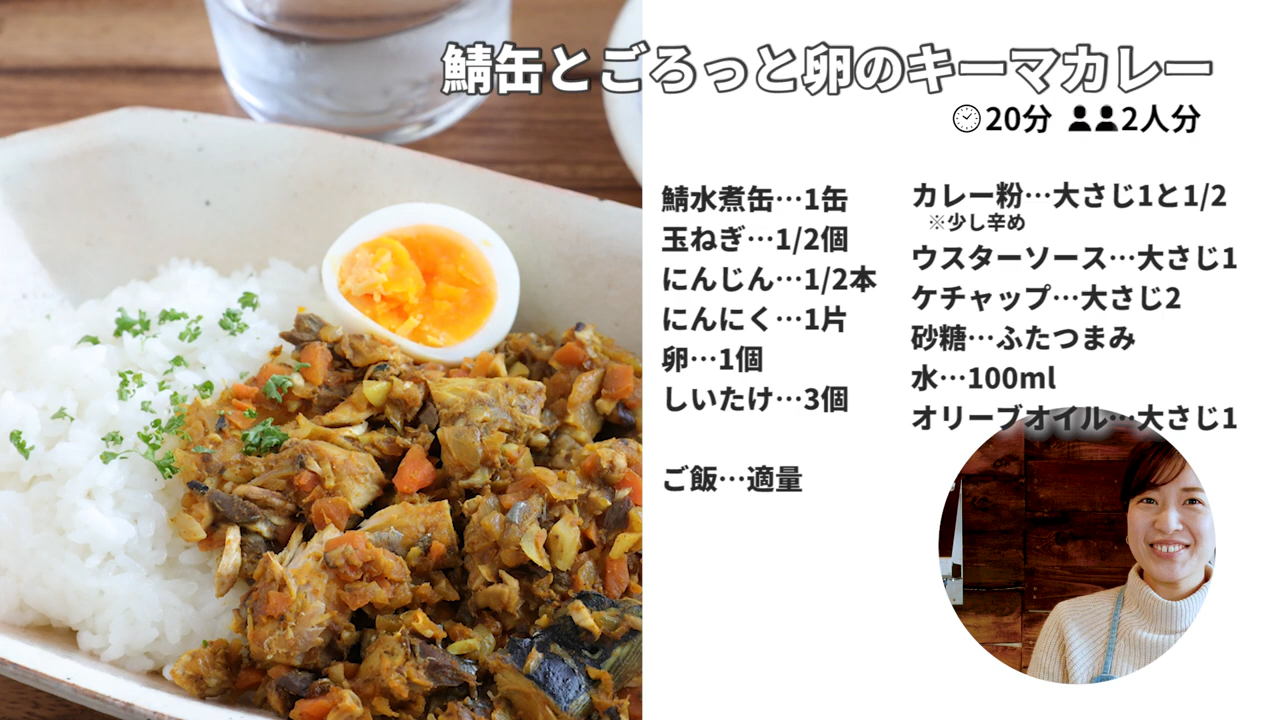 鯖缶とごろっと卵のキーマカレー
20分 2人分
鯖水煮缶…1缶
玉ねぎ…1/2個
にんじん…1/2本
にんにく…1片
卵…1個
しいたけ…3個
ご飯…適量
カレー粉…大さじ1と1/2
※少し辛め
ウスターソース…大さじ1
ケチャップ…大さじ2
砂糖…ふたつまみ
水…100ml
オリーブオイル…大さじ1